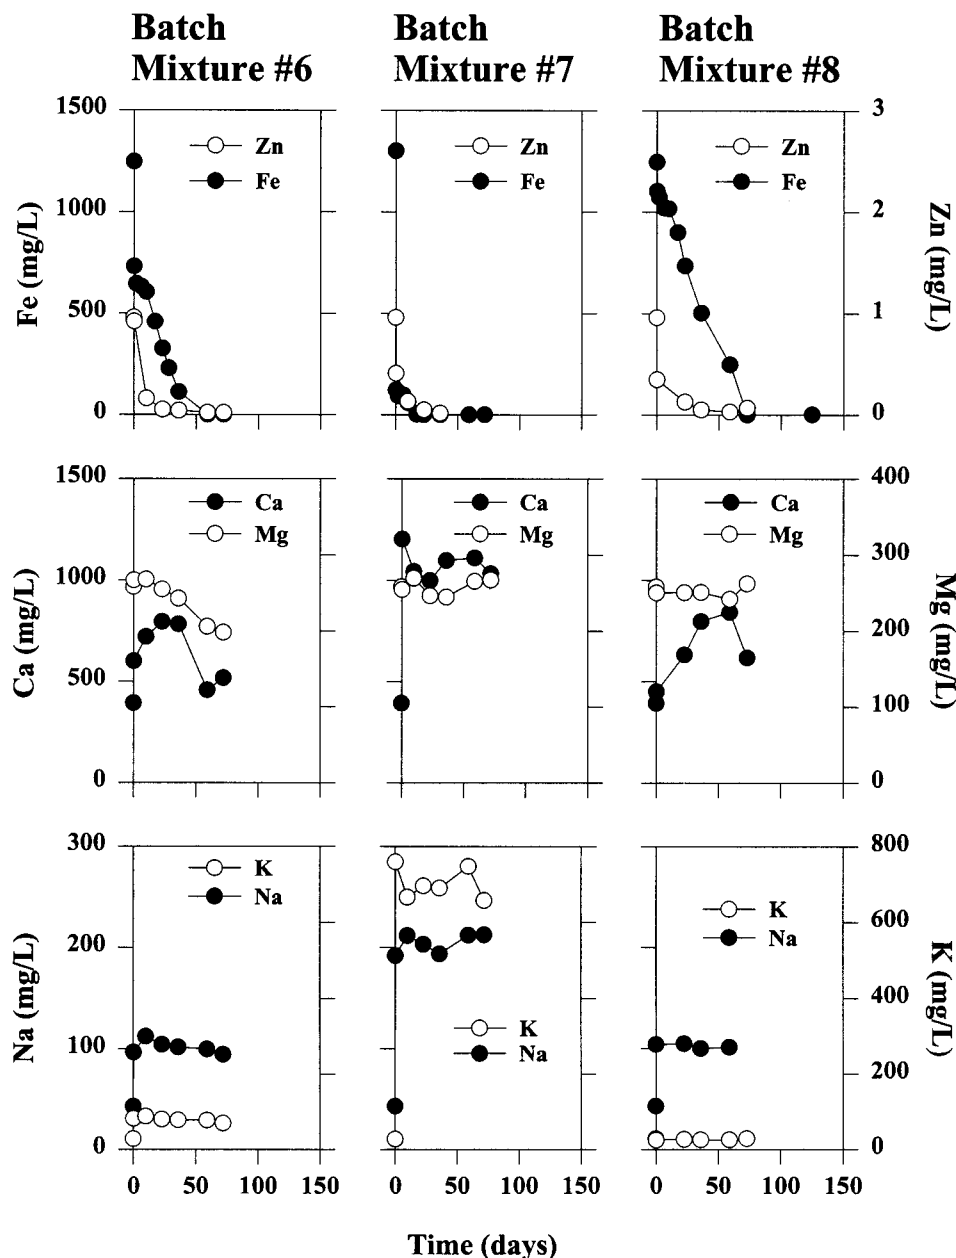 Batch Mixture #6
Batch Mixture #7
Batch Mixture #8
Fe (mg/L)
1500
1000
500
0
Zn
Fe
Zn
Fe
Zn
Fe
3
2
1
0
Zn (mg/L)
Ca (mg/L)
1500
1000
500
0
Ca
Mg
Ca
Mg
Ca
Mg
400
300
200
100
0
Mg (mg/L)
Na (mg/L)
300
200
100
0
K
Na
K
Na
K
Na
800
600
400
200
0
K (mg/L)
0 50 100 150
0 50 100 150
0 50 100 150
Time (days)